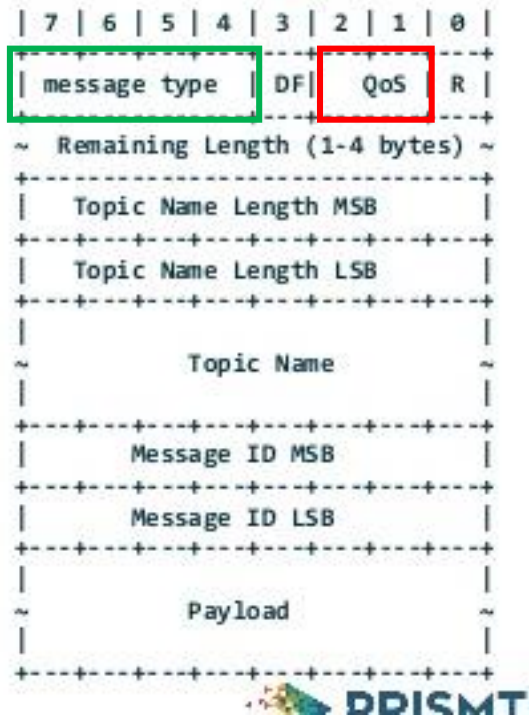 | 7 | 6 | 5 | 4 | 3 | 2 | 1 | 0 |
+---+---+---+---+---+---+---+---+
| message type | DF| QoS | R |
+---+---+---+---+---+---+---+---+
~ Remaining Length (1-4 bytes) ~
+-------------------------------+
| Topic Name Length MSB |
+---+---+---+---+---+---+---+---+
| Topic Name Length LSB |
+---+---+---+---+---+---+---+---+
|                               |
~ Topic Name ~
|                               |
+---+---+---+---+---+---+---+---+
| Message ID MSB |
+---+---+---+---+---+---+---+---+
| Message ID LSB |
+---+---+---+---+---+---+---+---+
|                               |
~ Payload ~
|                               |
+---+---+---+---+---+---+---+---+
PRISMT